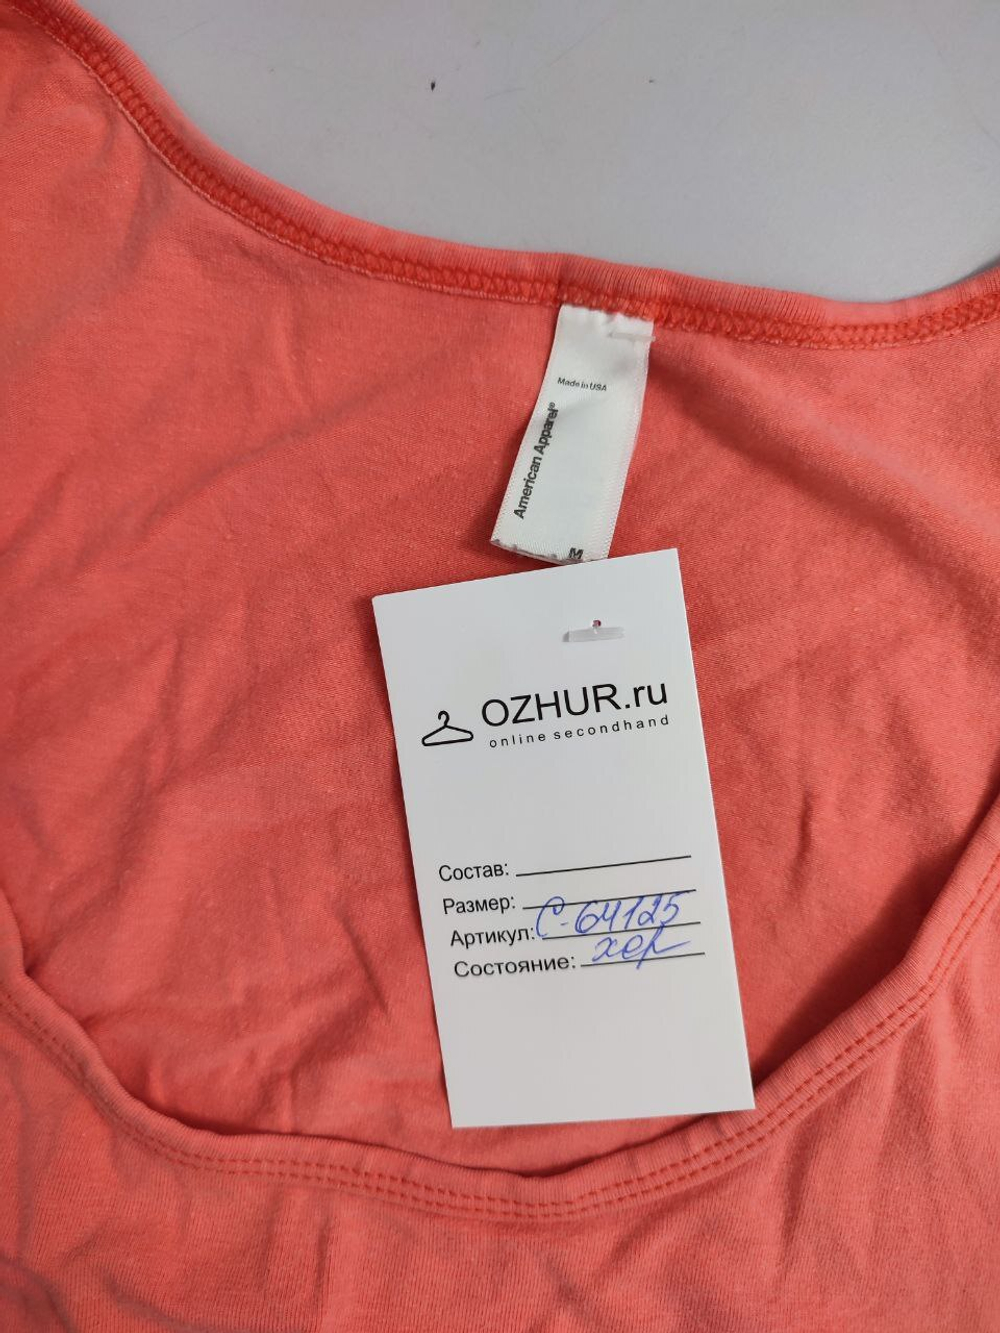 Made in USA
American Apparel®
M
OZHUR.ru
online secondhand
Состав:
Размер:
Артикул: С-64125
Состояние: хор